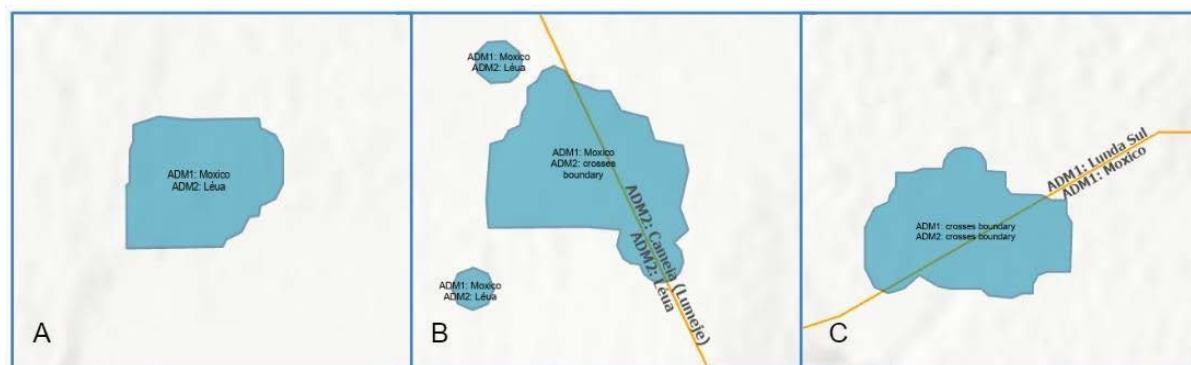 ADM1: Moxico
ADM2: Léua
A
ADM1: Moxico
ADM2: Léua
ADM1: Moxico
ADM2: crosses
boundary
ADM2: Cameia (Lumeje)
ADM2: Léua
ADM1: Moxico
ADM2: Léua
B
ADM1: Lunda Sul
ADM1: Moxico
ADM1: crosses boundary
ADM2: crosses boundary
C